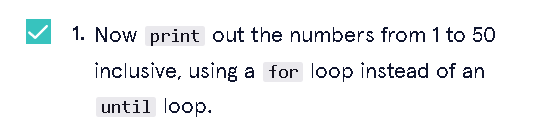 1. Now print out the numbers from 1 to 50
inclusive, using a for loop instead of an
until loop.